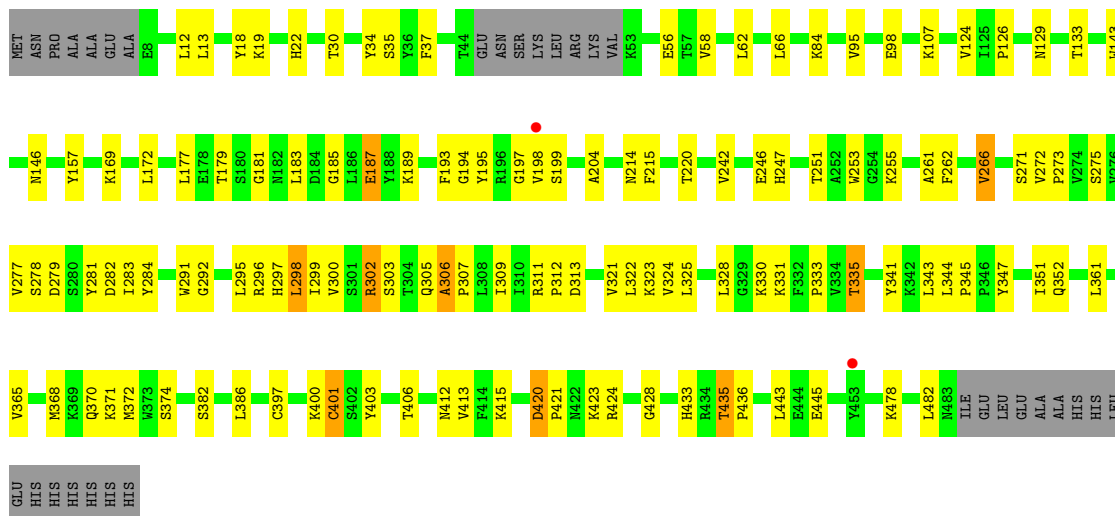 MET ASN PRO ALA ALA GLU ALA E8 L12 L13 Y18 K19 H22 T30 Y34 S35 Y36 F37 T44 GLU ASN SER LYS LEU ARG LYS VAL K53 E56 T57 V58 L62 L66 K84 V95 E98 K107 V124 I125 P126 N129 T133 W143
N146 Y157 K169 L172 L177 E178 T179 S180 G181 N182 L183 D184 G185 L186 E187 Y188 K189 F193 G194 Y195 R196 G197 V198 S199 A204 N214 F215 T220 V242 E246 H247 T251 A252 W253 G254 K255 A261 F262 V266 S271 V272 P273 V274 S275 V276
V277 S278 D279 S280 Y281 D282 I283 Y284 W291 G292 L295 R296 H297 L298 I299 V300 S301 R302 S303 T304 Q305 A306 P307 L308 I309 I310 R311 P312 D313 V321 L322 K323 V324 L325 L328 G329 K330 K331 F332 P333 V334 T335 Y341 K342 L343 L344 P345 P346 Y347 I351 Q352 L361
V365 M368 K369 Q370 K371 M372 W373 S374 S382 L386 C397 K400 G401 S402 Y403 T406 N412 V413 F414 K415 D420 P421 N422 K423 R424 G428 H433 R434 T435 P436 L443 E444 E445 Y453 K478 L482 N483 ILE GLU LEU GLU ALA ALA HIS HIS LEU
GLU HIS HIS HIS HIS HIS HIS